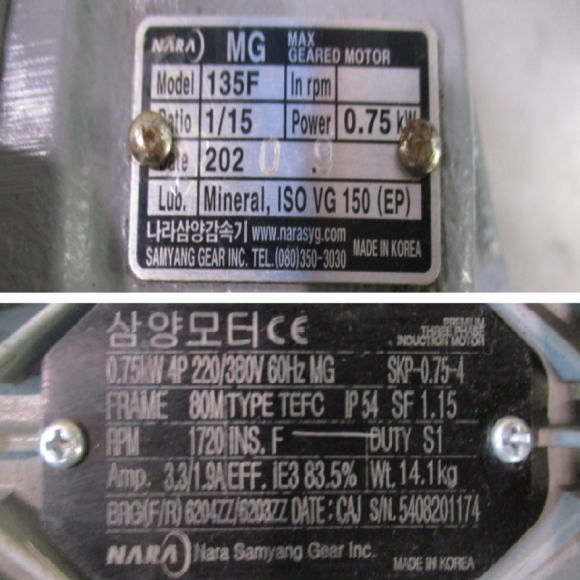 NARA MG MAX GEARED MOTOR
Model 135F In rpm
Ratio 1/15 Power 0.75 kW
Date 202 0 . 9
Lub. Mineral, ISO VG 150 (EP)
나라삼양감속기 www.narasyg.com MADE IN KOREA
SAMYANG GEAR INC. TEL.(080)350-3030
삼양모터 CE PREMIUM THREE PHASE INDUCTION MOTOR
0.75kW 4P 220/380V 60Hz MG SKP-0.75-4
FRAME 80M TYPE TEFC IP 54 SF 1.15
RPM 1720 INS. F DUTY S1
Amp. 3.3/1.9A EFF. IE3 83.5% Wt. 14.1kg
BRG(F/R) 6204ZZ/6203ZZ DATE : CAJ S/N. 5408201174
NARA Nara Samyang Gear Inc. MADE IN KOREA